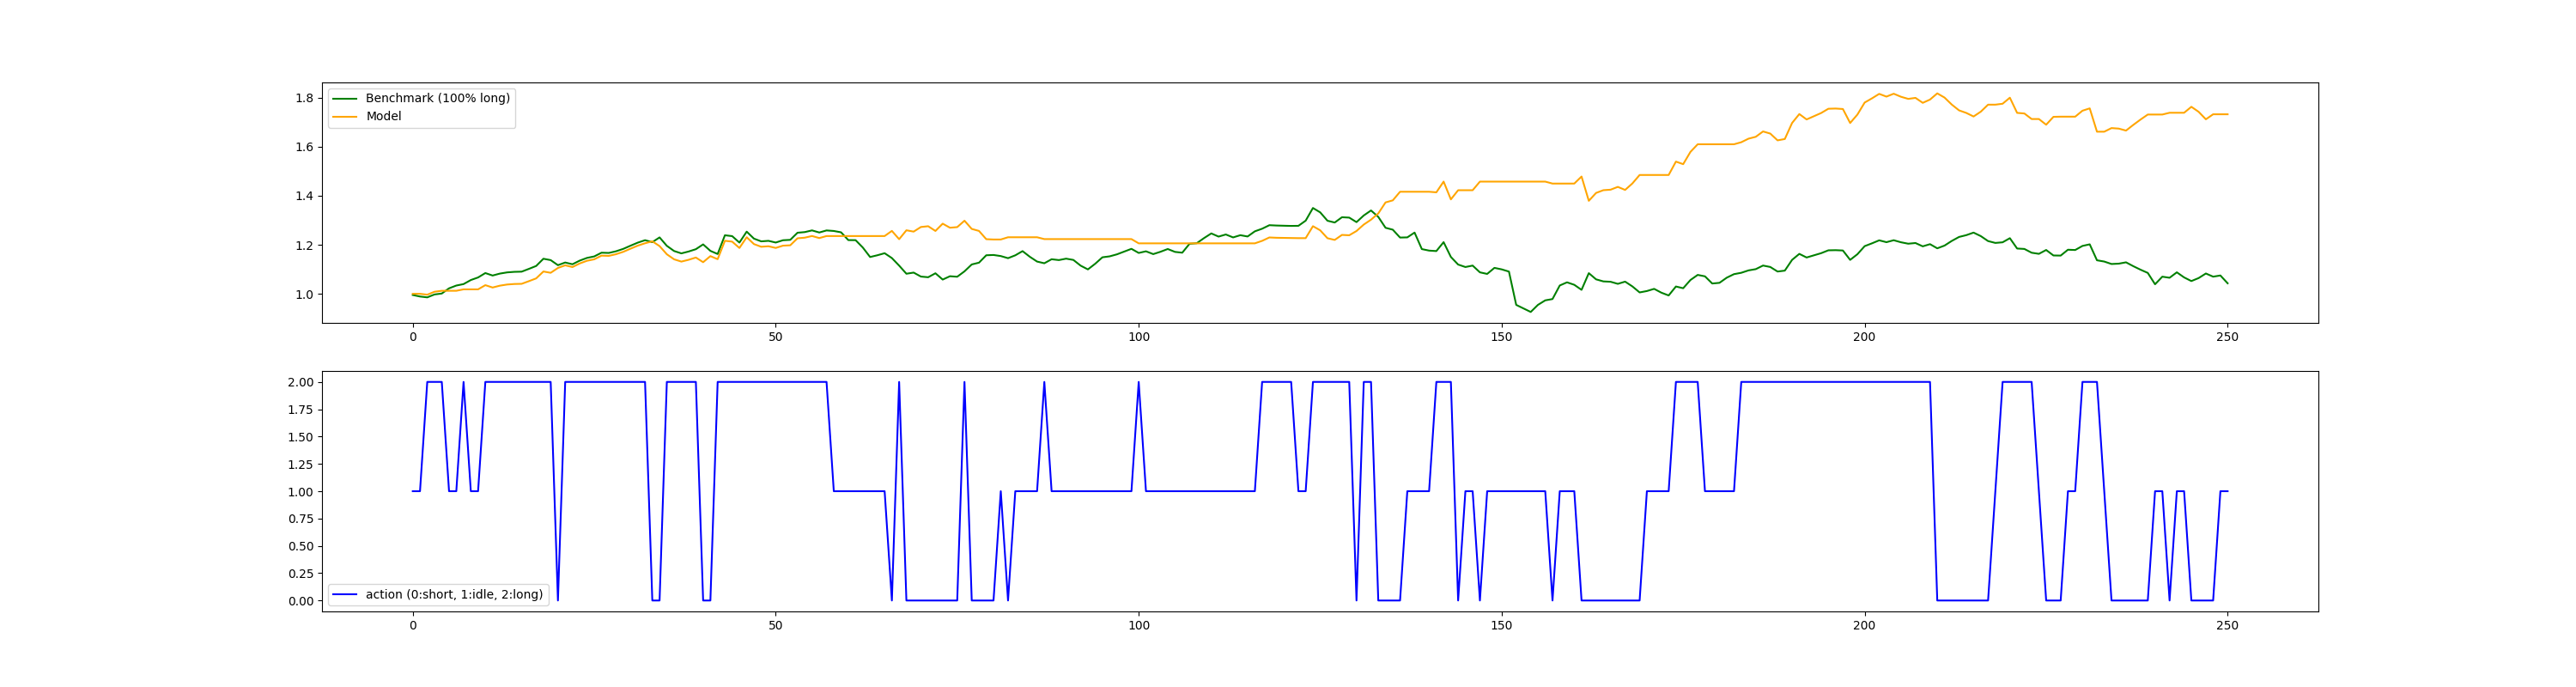 Benchmark (100% long)
Model
1.8
1.6
1.4
1.2
1.0
0 50 100 150 200 250
2.00
1.75
1.50
1.25
1.00
0.75
0.50
0.25
0.00
action (0:short, 1:idle, 2:long)
0 50 100 150 200 250